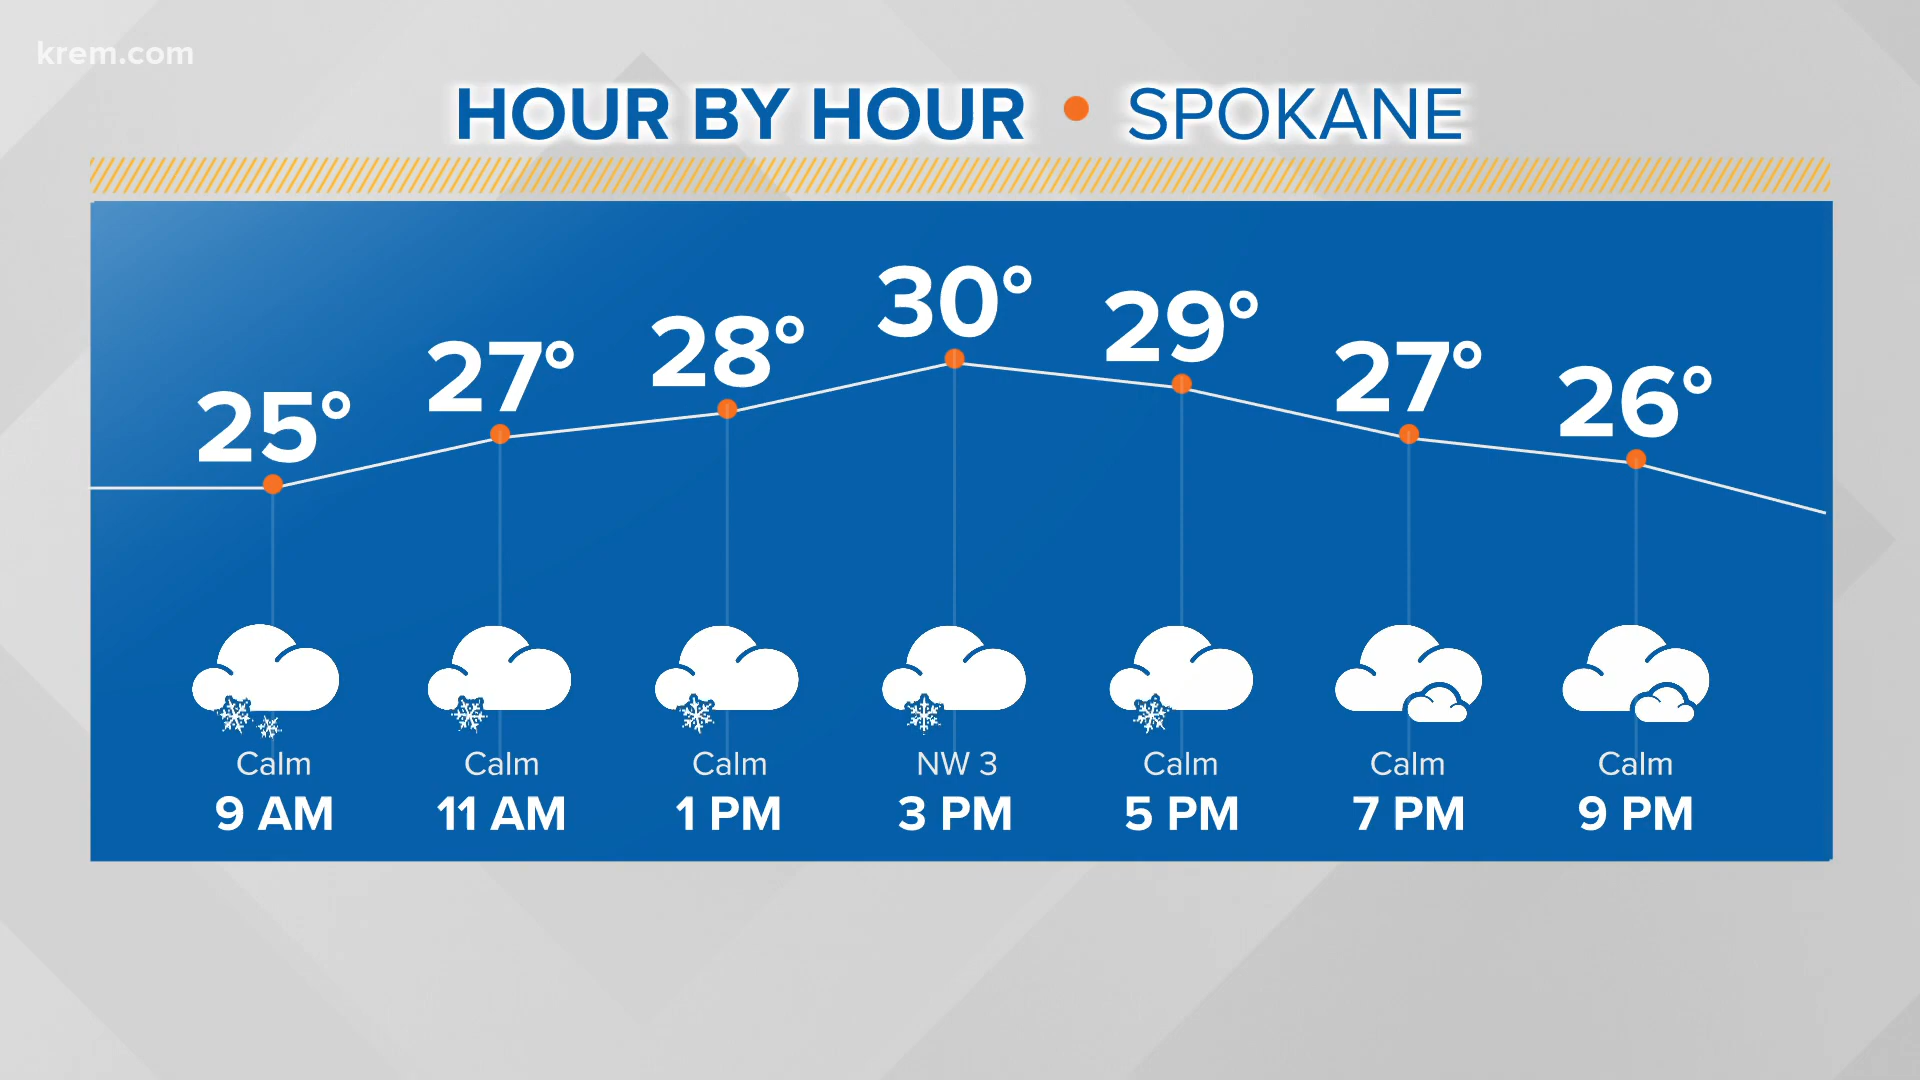 krem.com
HOUR BY HOUR • SPOKANE
25° 27° 28° 30° 29° 27° 26°
Calm Calm Calm NW 3 Calm Calm Calm
9 AM 11 AM 1 PM 3 PM 5 PM 7 PM 9 PM